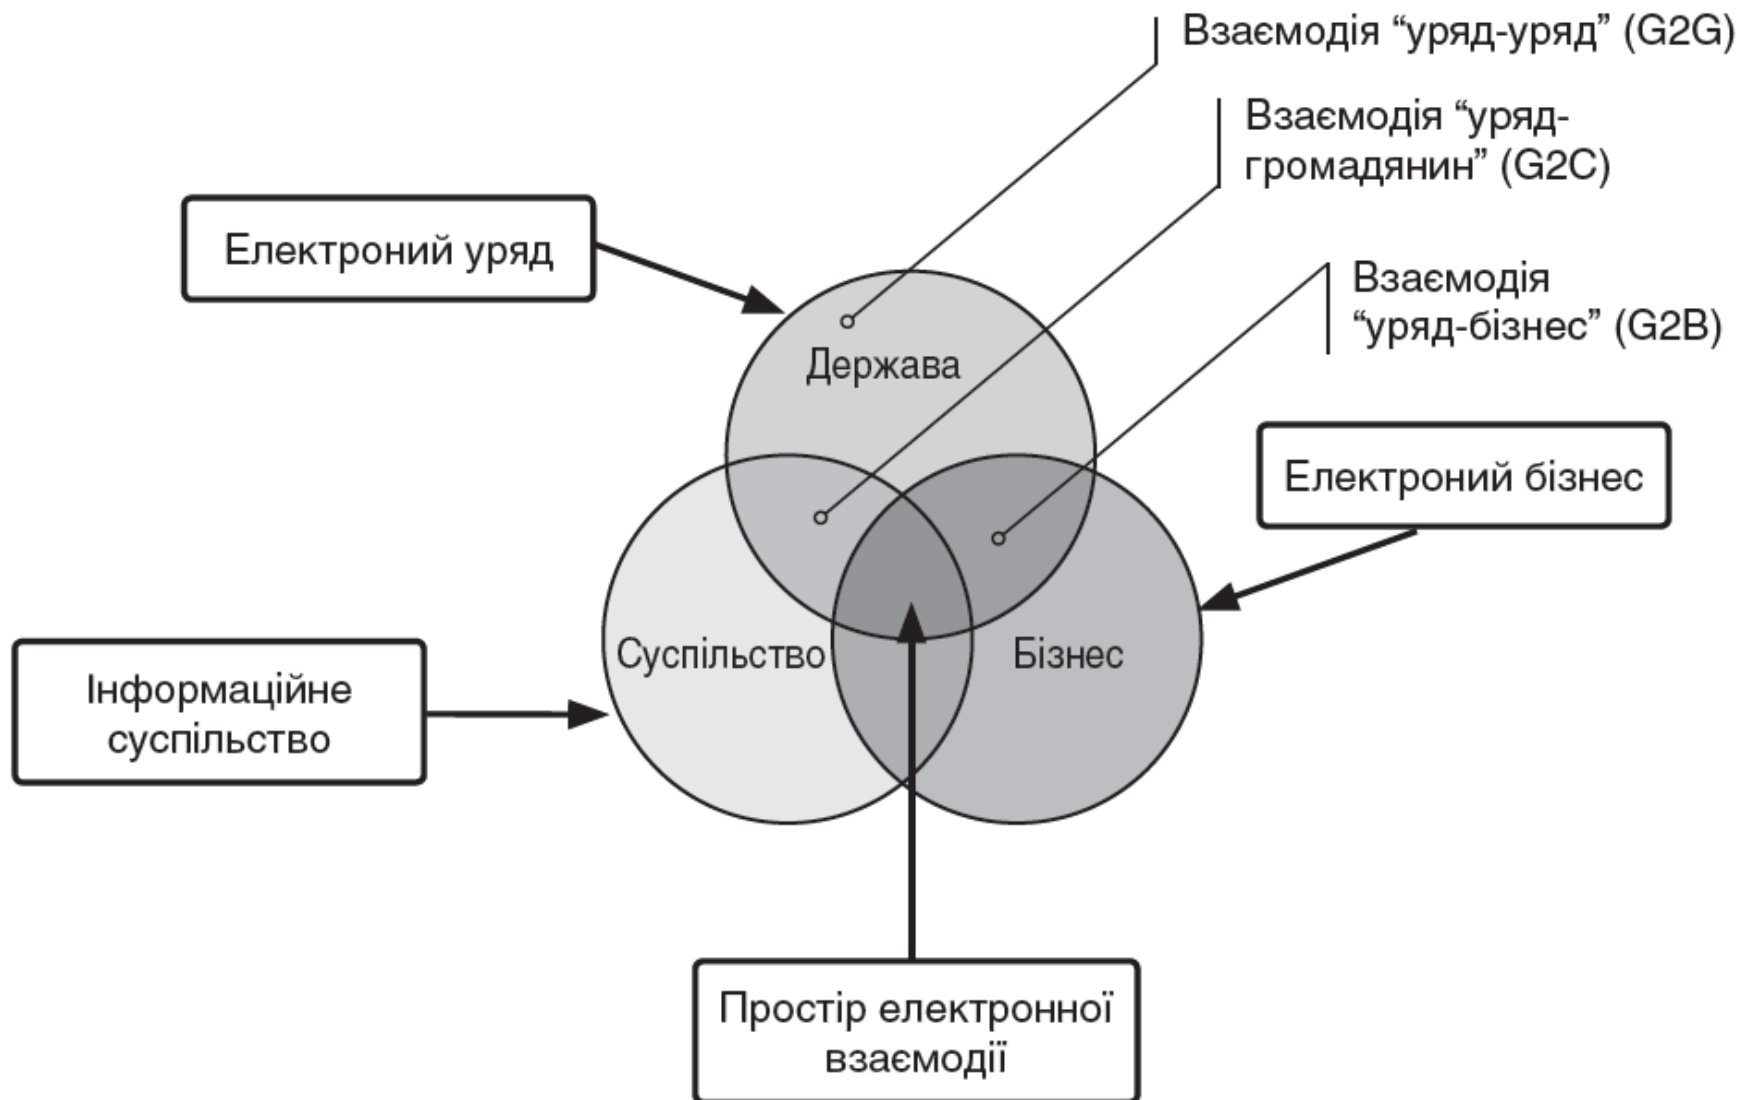 Взаємодія “уряд-уряд” (G2G)
Взаємодія “уряд-
громадянин” (G2C)
Електроний уряд
Взаємодія
“уряд-бізнес” (G2B)
Держава
Електроний бізнес
Суспільство
Бізнес
Інформаційне
суспільство
Простір електронної
взаємодії